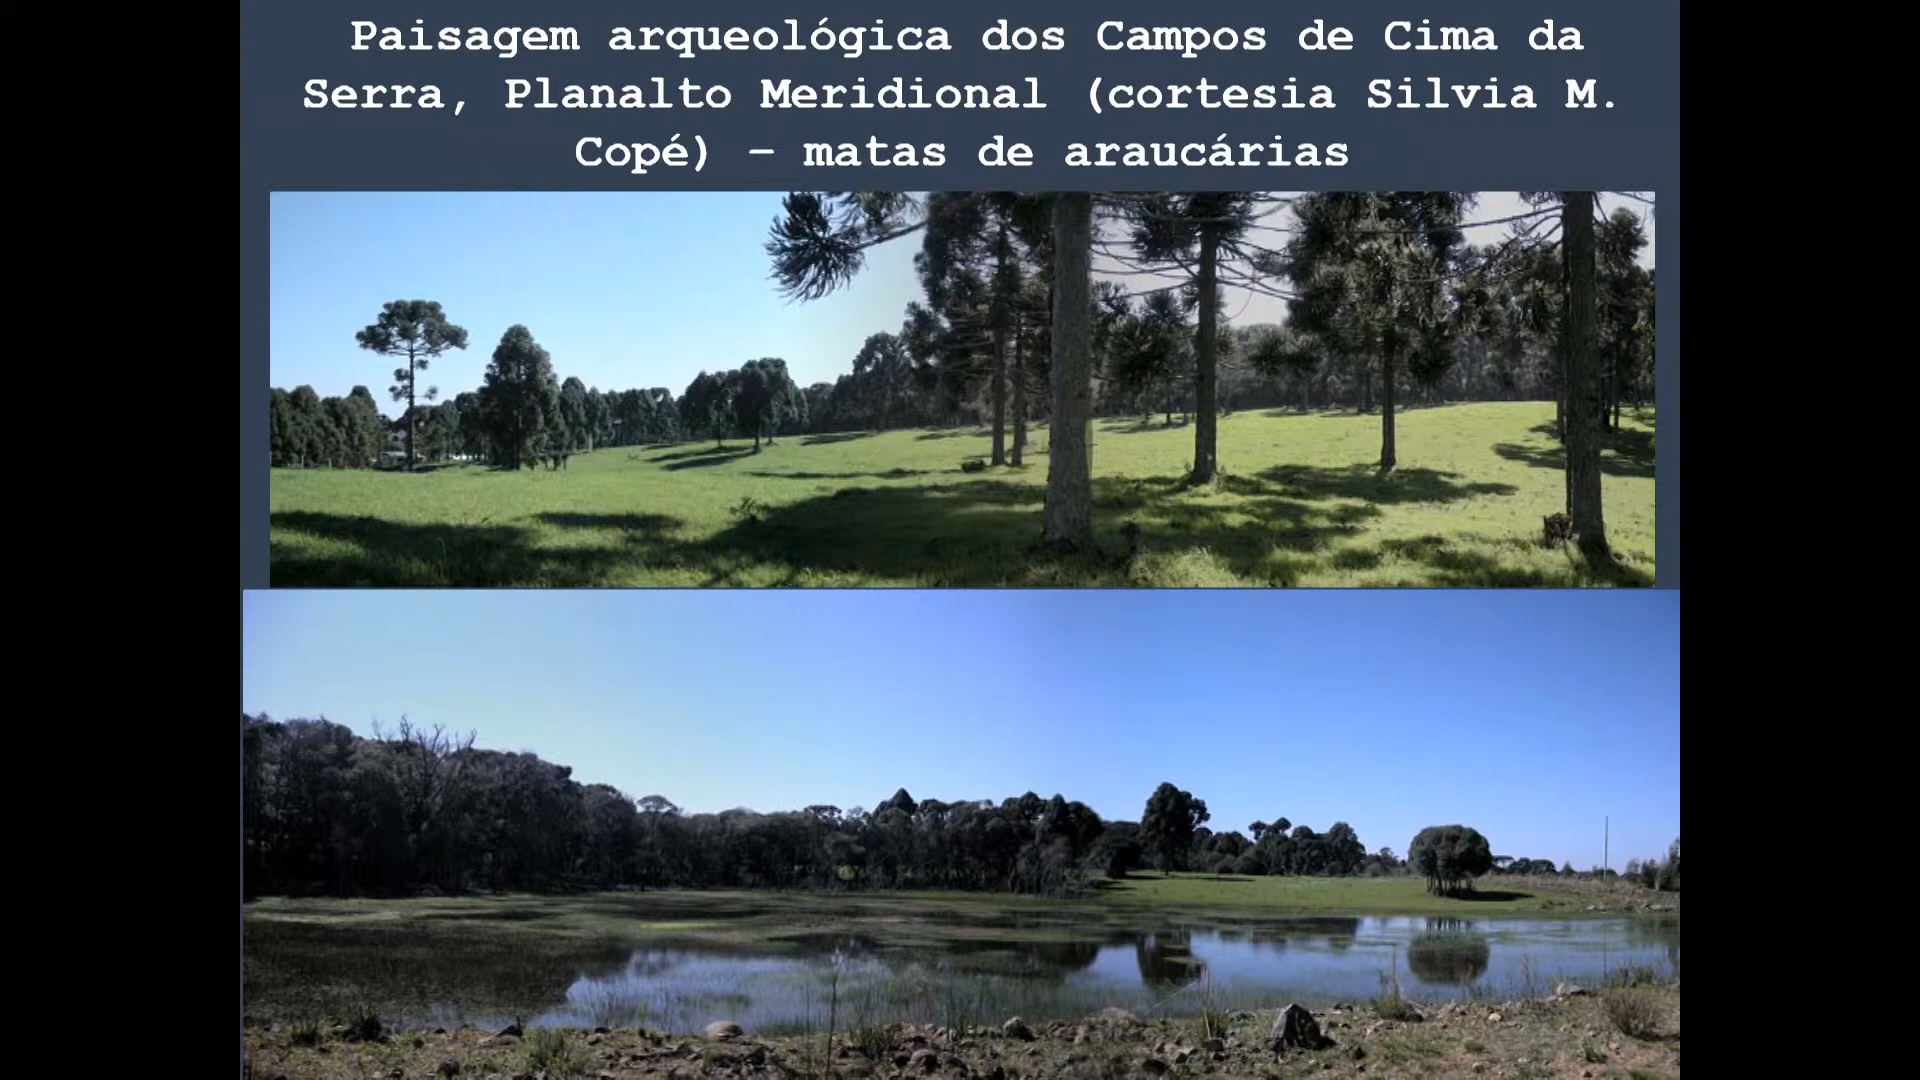 Paisagem arqueológica dos Campos de Cima da
Serra, Planalto Meridional (cortesia Silvia M.
Copé) – matas de araucárias